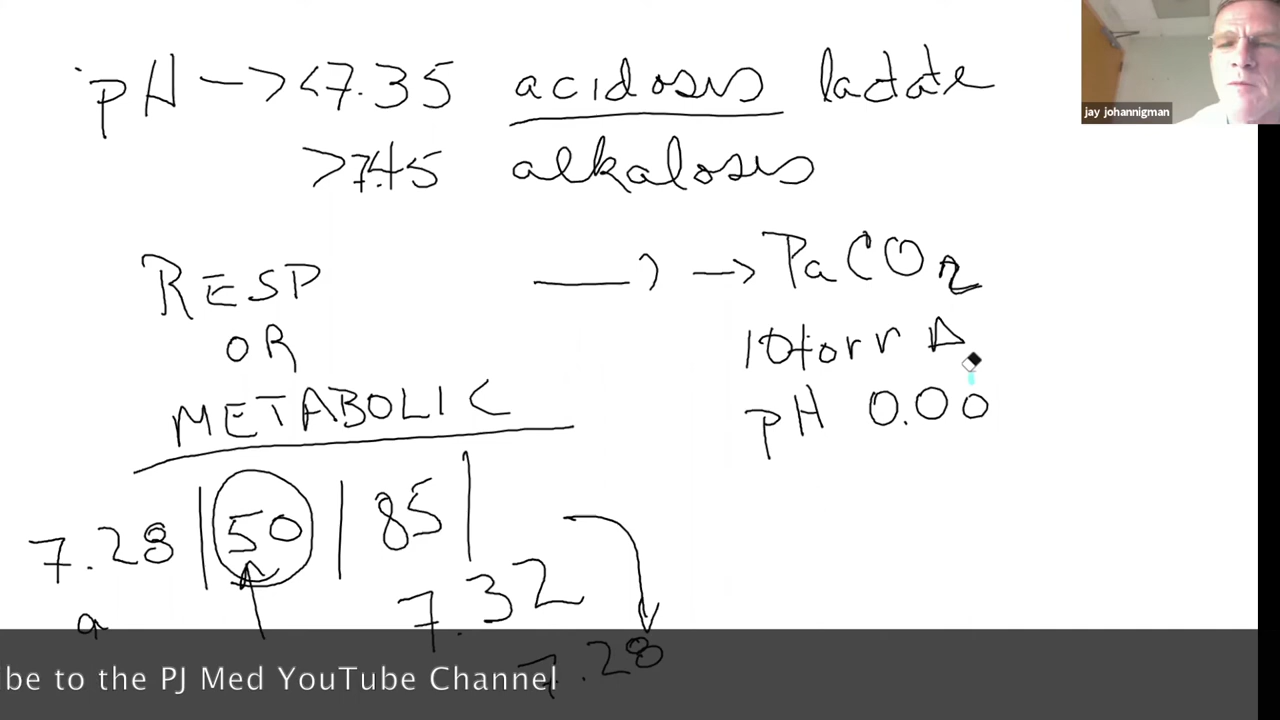 pH -> <7.35 acidosis lactate
>7.45 alkalosis
jay johannigman
RESP -> PaCO2
OR
10 torr Δ
METABOLIC
pH 0.00
7.28 | 50 | 85 |
7.32
a
7.28
be to the PJ Med YouTube Channel